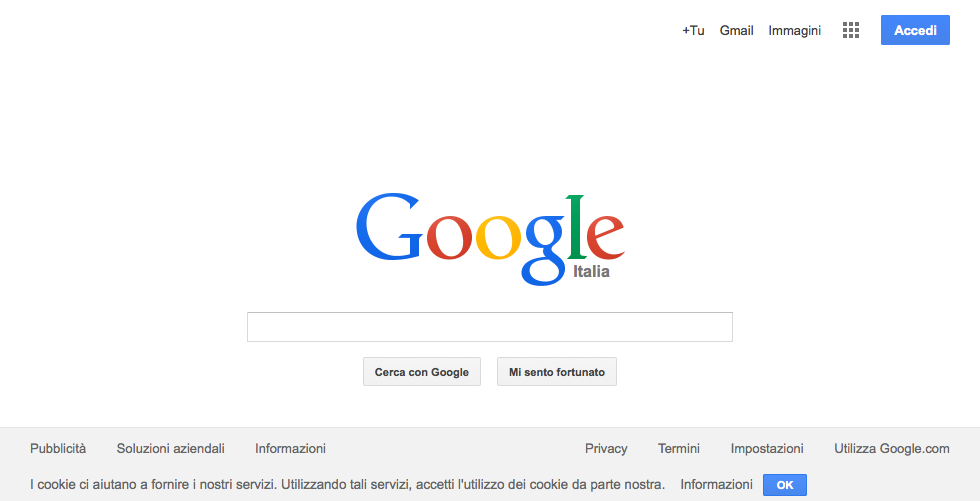 +Tu Gmail Immagini Accedi
Google
Italia
Cerca con Google Mi sento fortunato
Pubblicità Soluzioni aziendali Informazioni Privacy Termini Impostazioni Utilizza Google.com
I cookie ci aiutano a fornire i nostri servizi. Utilizzando tali servizi, accetti l'utilizzo dei cookie da parte nostra. Informazioni OK